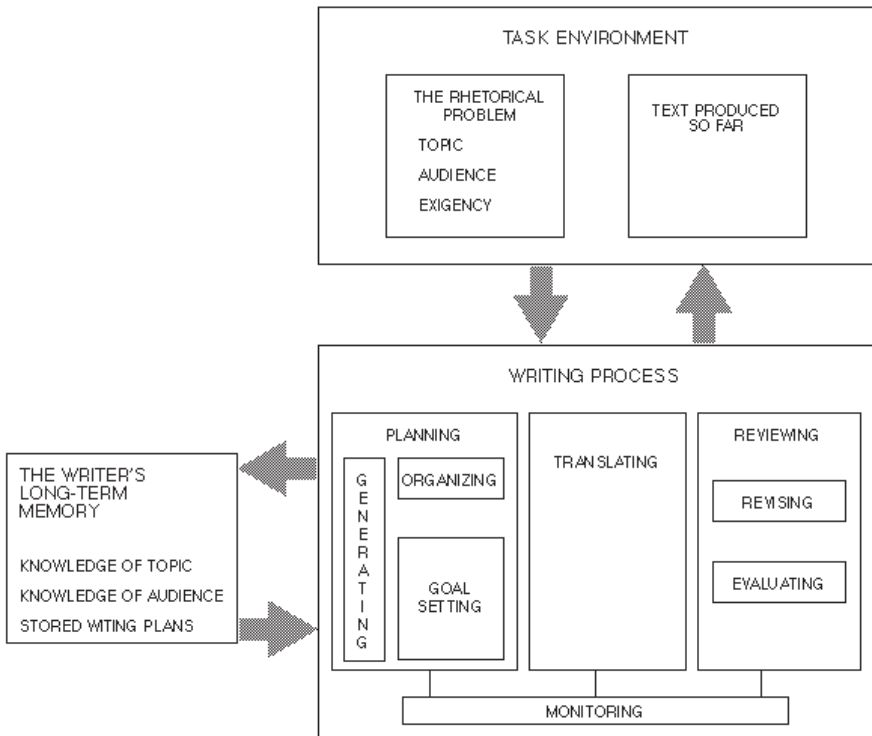 TASK ENVIRONMENT
THE RHETORICAL
PROBLEM
TOPIC
AUDIENCE
EXIGENCY
TEXT PRODUCED
SO FAR
WRITING PROCESS
PLANNING
GENERATING
ORGANIZING
GOAL
SETTING
TRANSLATING
REVIEWING
REVISING
EVALUATING
MONITORING
THE WRITER'S
LONG-TERM
MEMORY
KNOWLEDGE OF TOPIC
KNOWLEDGE OF AUDIENCE
STORED WITING PLANS